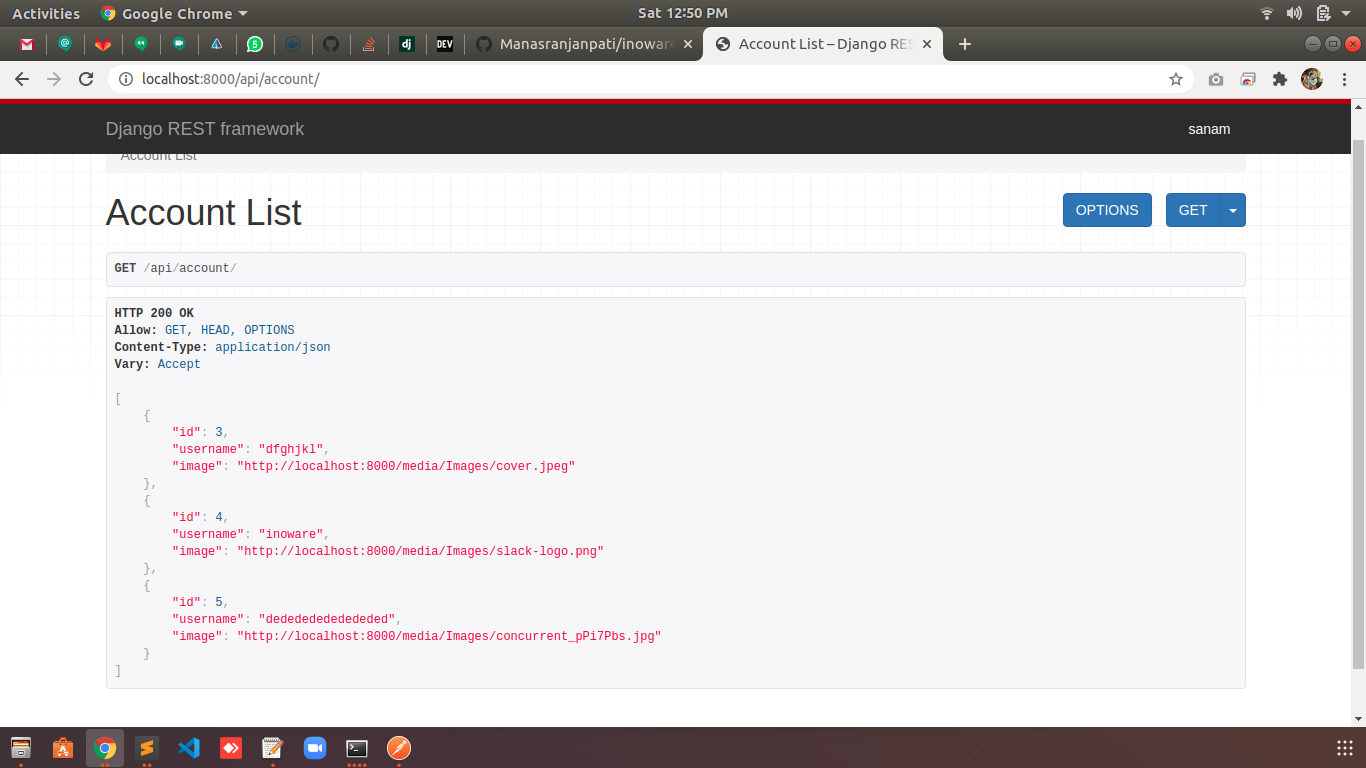 Activities Google Chrome Sat 12:50 PM
5 dj DEV Manasranjanpati/inoware Account List – Django RES
localhost:8000/api/account/
Django REST framework sanam
Account List
Account List OPTIONS GET
GET /api/account/
HTTP 200 OK
Allow: GET, HEAD, OPTIONS
Content-Type: application/json
Vary: Accept
[
{
"id": 3,
"username": "dfghjkl",
"image": "http://localhost:8000/media/Images/cover.jpeg"
},
{
"id": 4,
"username": "inoware",
"image": "http://localhost:8000/media/Images/slack-logo.png"
},
{
"id": 5,
"username": "dedededededededed",
"image": "http://localhost:8000/media/Images/concurrent_pPi7Pbs.jpg"
}
]